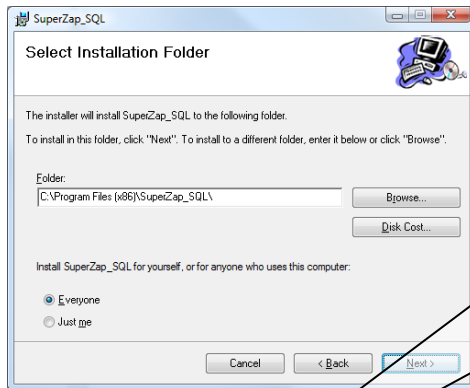 SuperZap_SQL
Select Installation Folder
The installer will install SuperZap_SQL to the following folder.
To install in this folder, click "Next". To install to a different folder, enter it below or click "Browse".
Folder:
C:\Program Files (x86)\SuperZap_SQL\
Browse...
Disk Cost...
Install SuperZap_SQL for yourself, or for anyone who uses this computer:
Everyone
Just me
Cancel
< Back
Next >